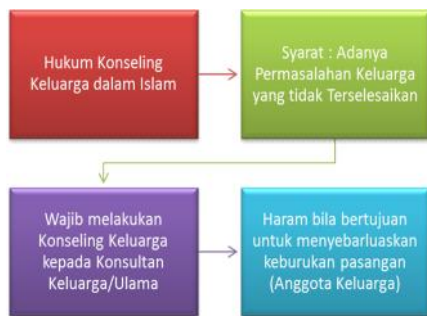 Hukum Konseling
Keluarga dalam Islam
Syarat : Adanya
Permasalahan Keluarga
yang tidak Terselesaikan
Wajib melakukan
Konseling Keluarga
kepada Konsultan
Keluarga/Ulama
Haram bila bertujuan
untuk menyebarluaskan
keburukan pasangan
(Anggota Keluarga)